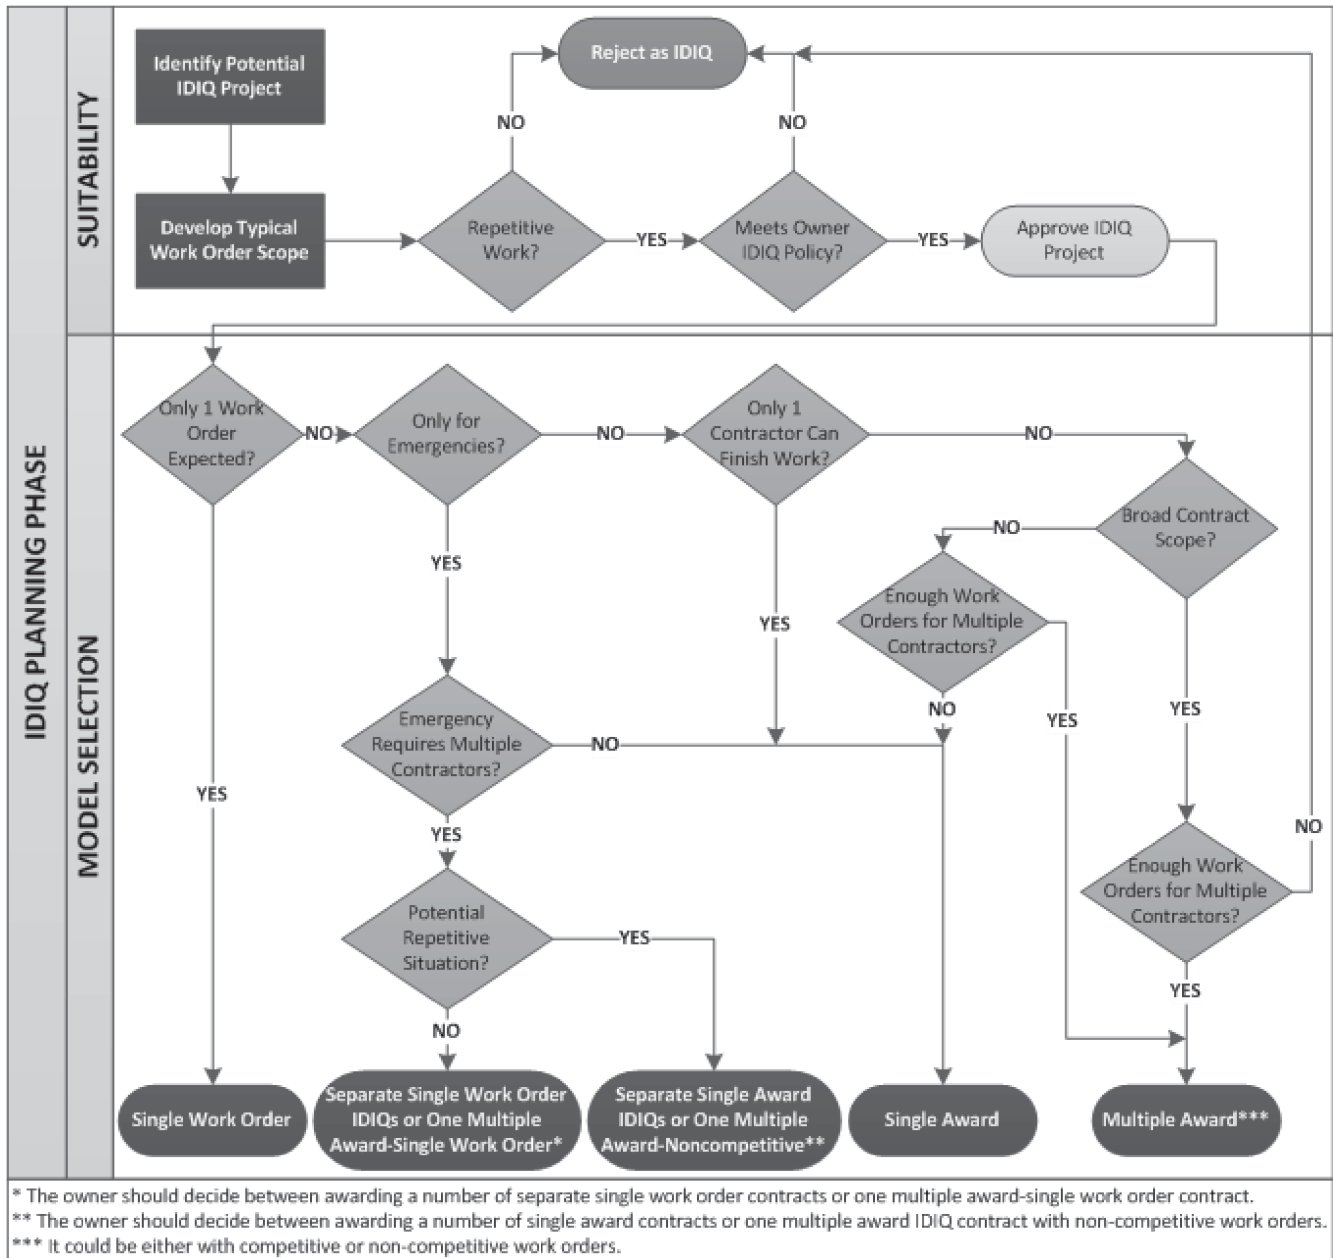 IDIQ PLANNING PHASE
SUITABILITY
Identify Potential
IDIQ Project
Reject as IDIQ
NO
NO
Develop Typical
Work Order Scope
Repetitive
Work?
YES
Meets Owner
IDIQ Policy?
YES
Approve IDIQ
Project
MODEL SELECTION
Only 1 Work
Order
Expected?
NO
Only for
Emergencies?
NO
Only 1
Contractor Can
Finish Work?
NO
Broad Contract
Scope?
NO
YES
Enough Work
Orders for Multiple
Contractors?
YES
NO
YES
YES
Emergency
Requires Multiple
Contractors?
NO
YES
YES
NO
Enough Work
Orders for Multiple
Contractors?
Potential
Repetitive
Situation?
YES
NO
YES
Single Work Order
Separate Single Work Order
IDIQs or One Multiple
Award-Single Work Order*
Separate Single Award
IDIQs or One Multiple
Award-Noncompetitive**
Single Award
Multiple Award***
* The owner should decide between awarding a number of separate single work order contracts or one multiple award-single work order contract.
** The owner should decide between awarding a number of single award contracts or one multiple award IDIQ contract with non-competitive work orders.
*** It could be either with competitive or non-competitive work orders.